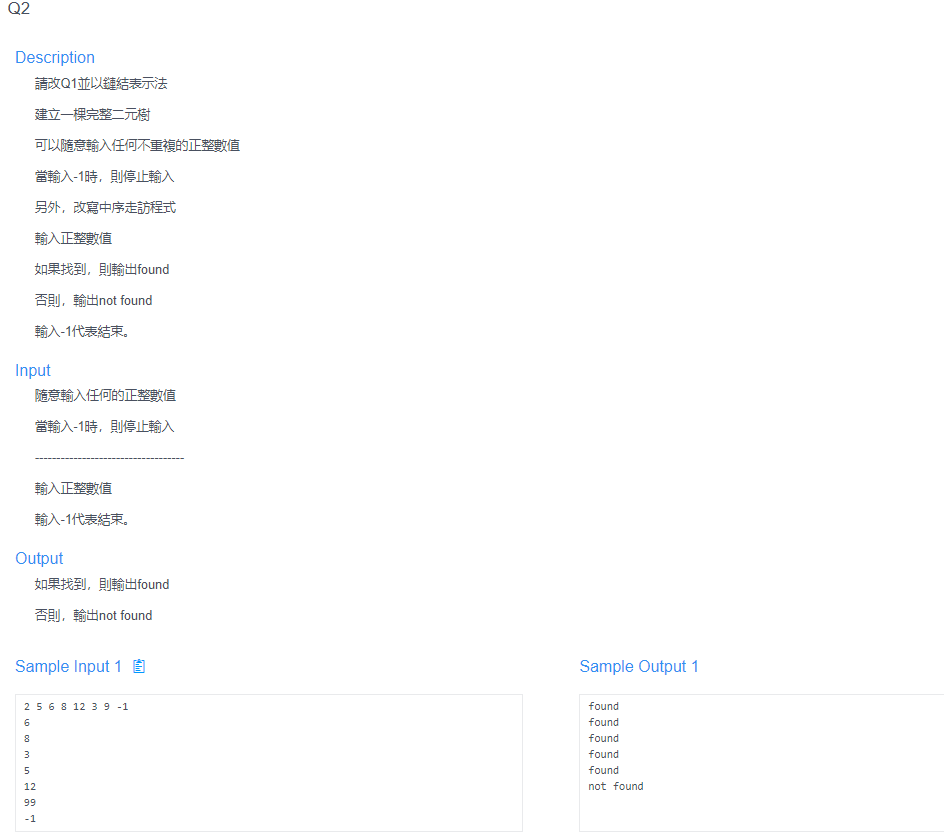 Q2
Description
請改Q1並以鏈結表示法
建立一棵完整二元樹
可以隨意輸入任何不重複的正整數值
當輸入-1時，則停止輸入
另外，改寫中序走訪程式
輸入正整數值
如果找到，則輸出found
否則，輸出not found
輸入-1代表結束。
Input
隨意輸入任何的正整數值
當輸入-1時，則停止輸入
-----------------------------------
輸入正整數值
輸入-1代表結束。
Output
如果找到，則輸出found
否則，輸出not found
Sample Input 1
2 5 6 8 12 3 9 -1
6
8
3
5
12
99
-1
Sample Output 1
found
found
found
found
found
not found